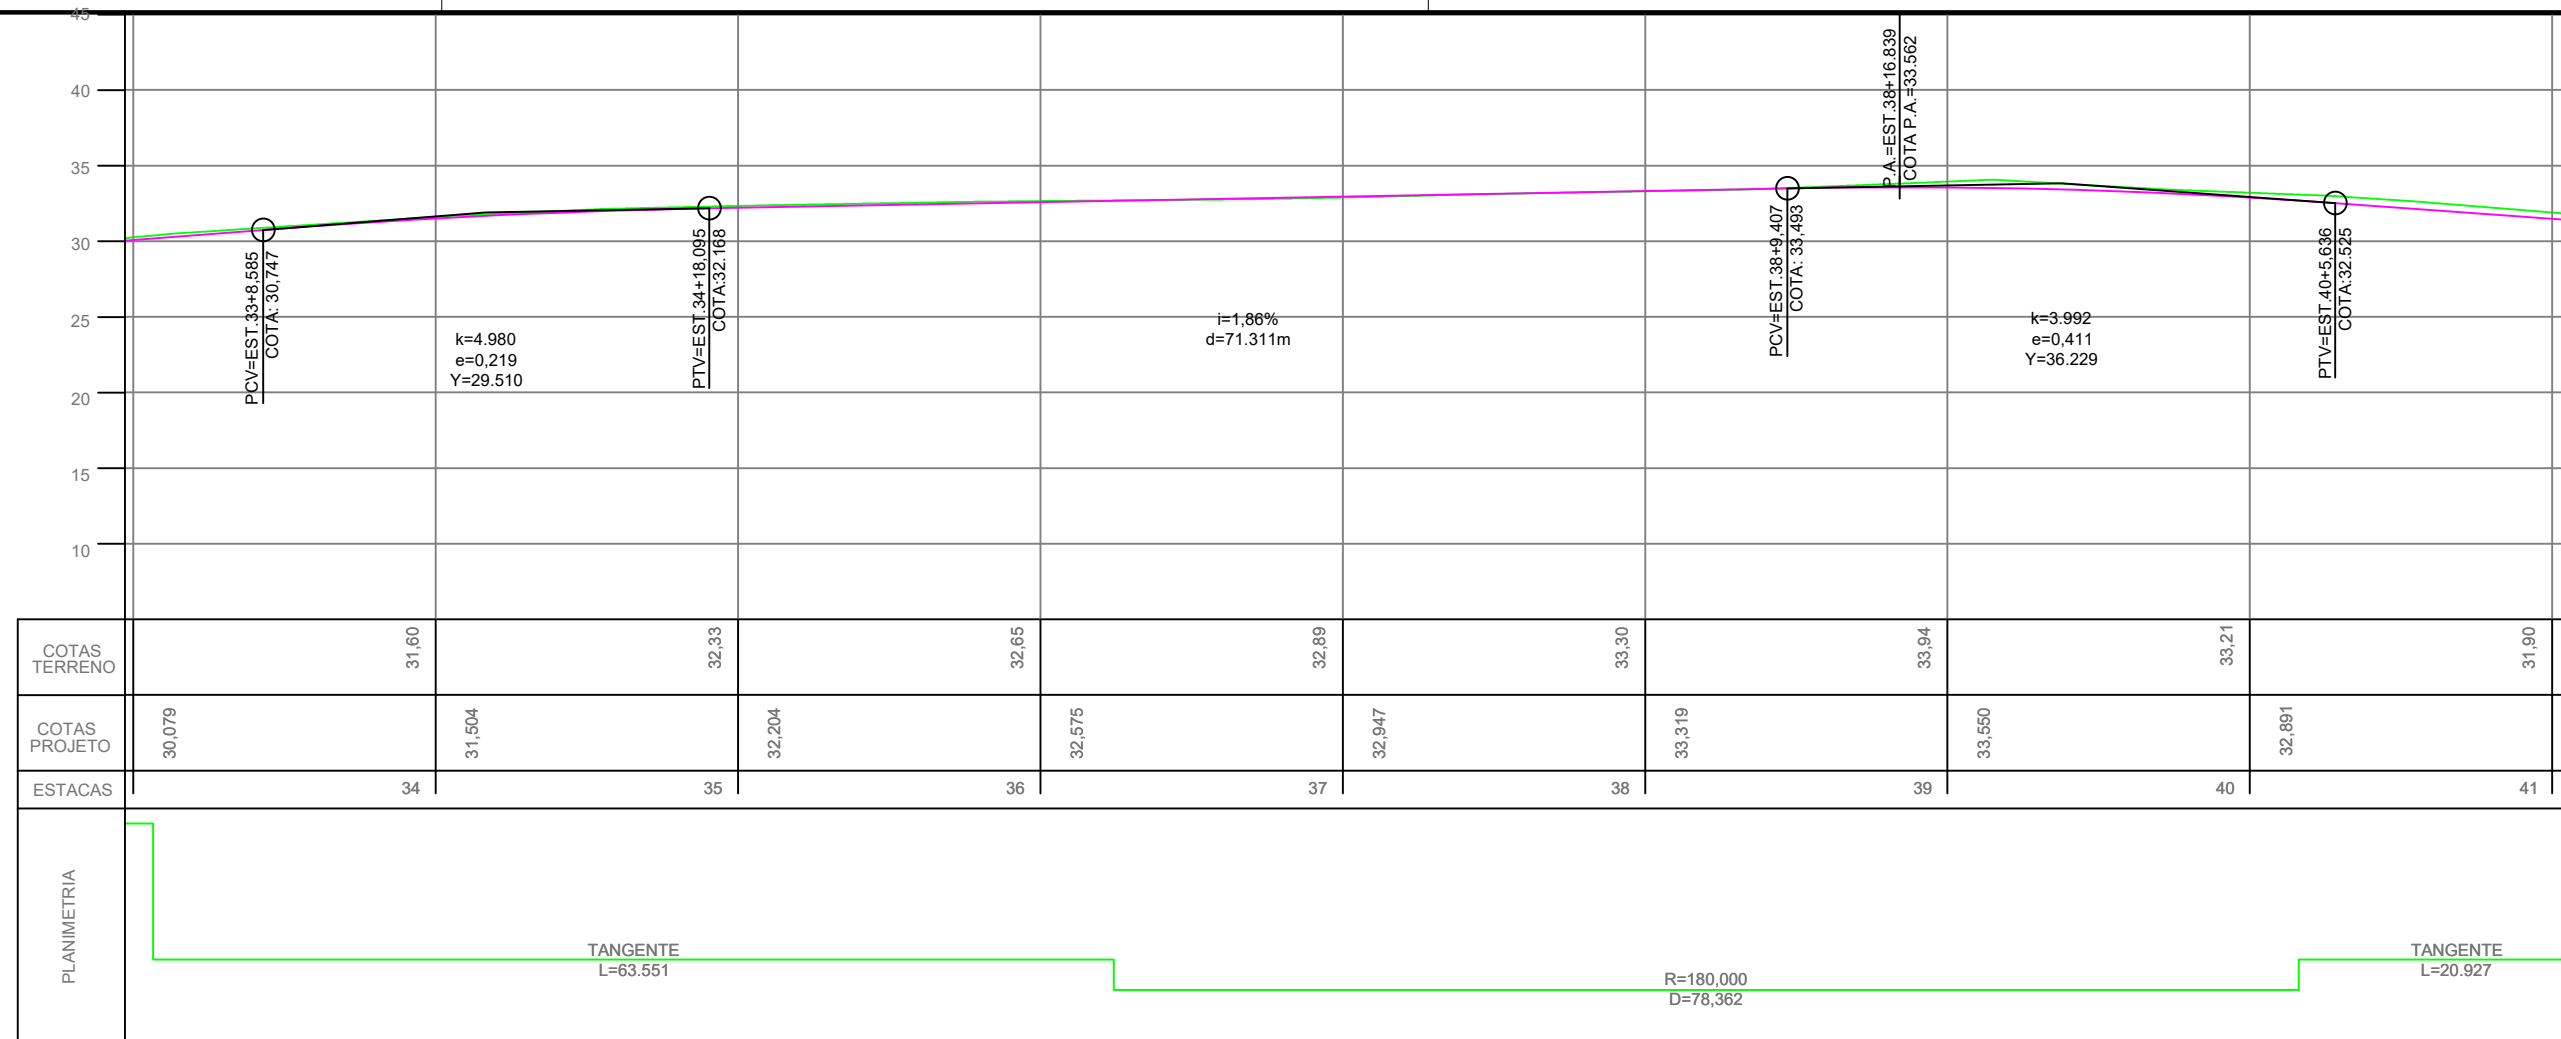 45
40
35
30
25
20
15
10
PCV=EST.33+8,585
COTA: 30,747
k=4.980
e=0,219
Y=29.510
PTV=EST.34+18,095
COTA:32.168
i=1,86%
d=71.311m
PCV=EST.38+9,407
COTA: 33,493
P.A.=EST.38+16.839
COTA P.A.=33.562
k=3.992
e=0,411
Y=36.229
PTV=EST.40+5,636
COTA:32.525
COTAS
TERRENO
31,60
32,33
32,65
32,89
33,30
33,94
33,21
31,90
COTAS
PROJETO
30,079
31,504
32,204
32,575
32,947
33,319
33,550
32,891
ESTACAS
34
35
36
37
38
39
40
41
PLANIMETRIA
TANGENTE
L=63.551
R=180,000
D=78,362
TANGENTE
L=20.927